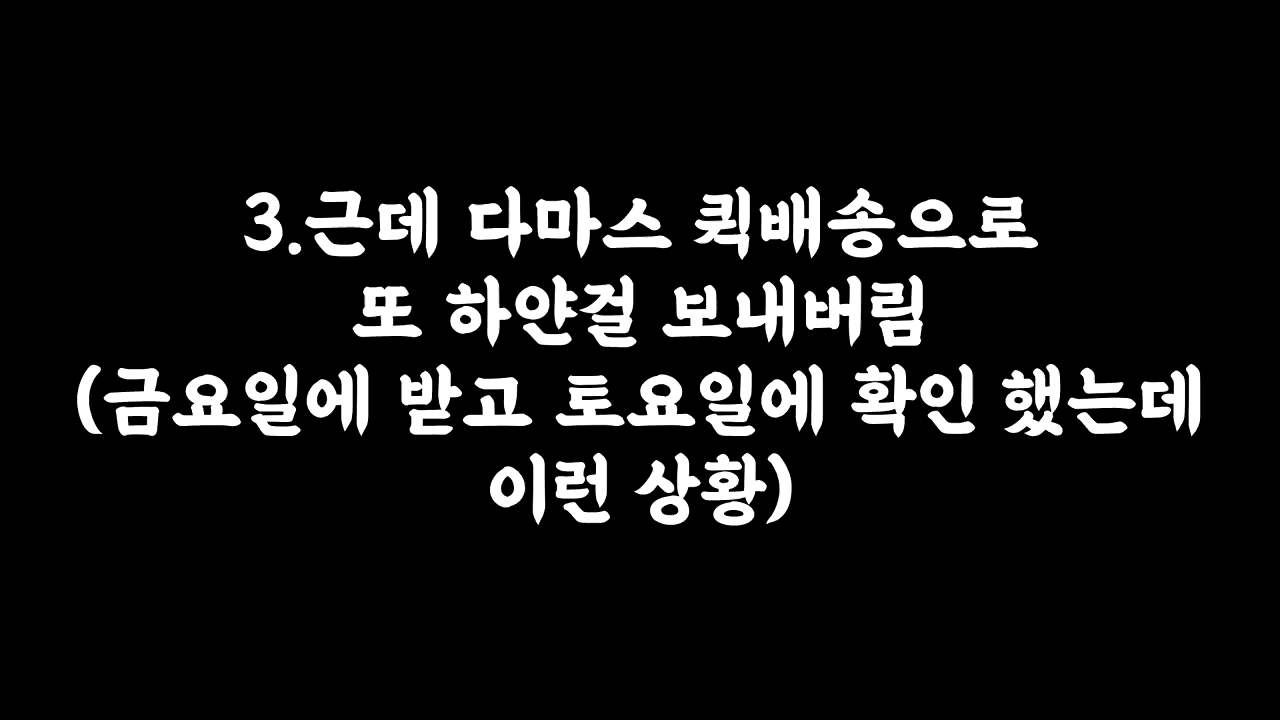 3.근데 다마스 퀵배송으로
또 하얀걸 보내버림
(금요일에 받고 토요일에 확인 했는데
이런 상황)